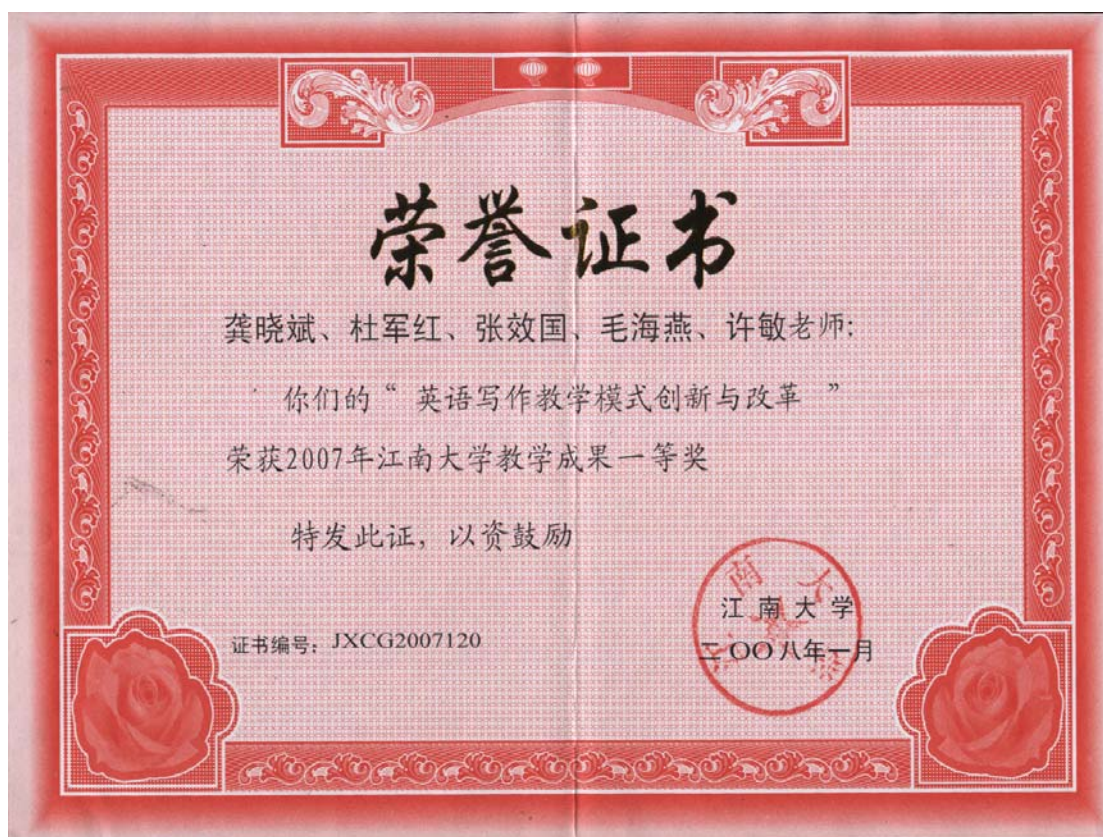 荣誉证书
龚晓斌、杜军红、张效国、毛海燕、许敏老师:
你们的“ 英语写作教学模式创新与改革 ”
荣获2007年江南大学教学成果一等奖
特发此证, 以资鼓励
江南大学
江南大学
证书编号: JXCG2007120
二OO八年一月